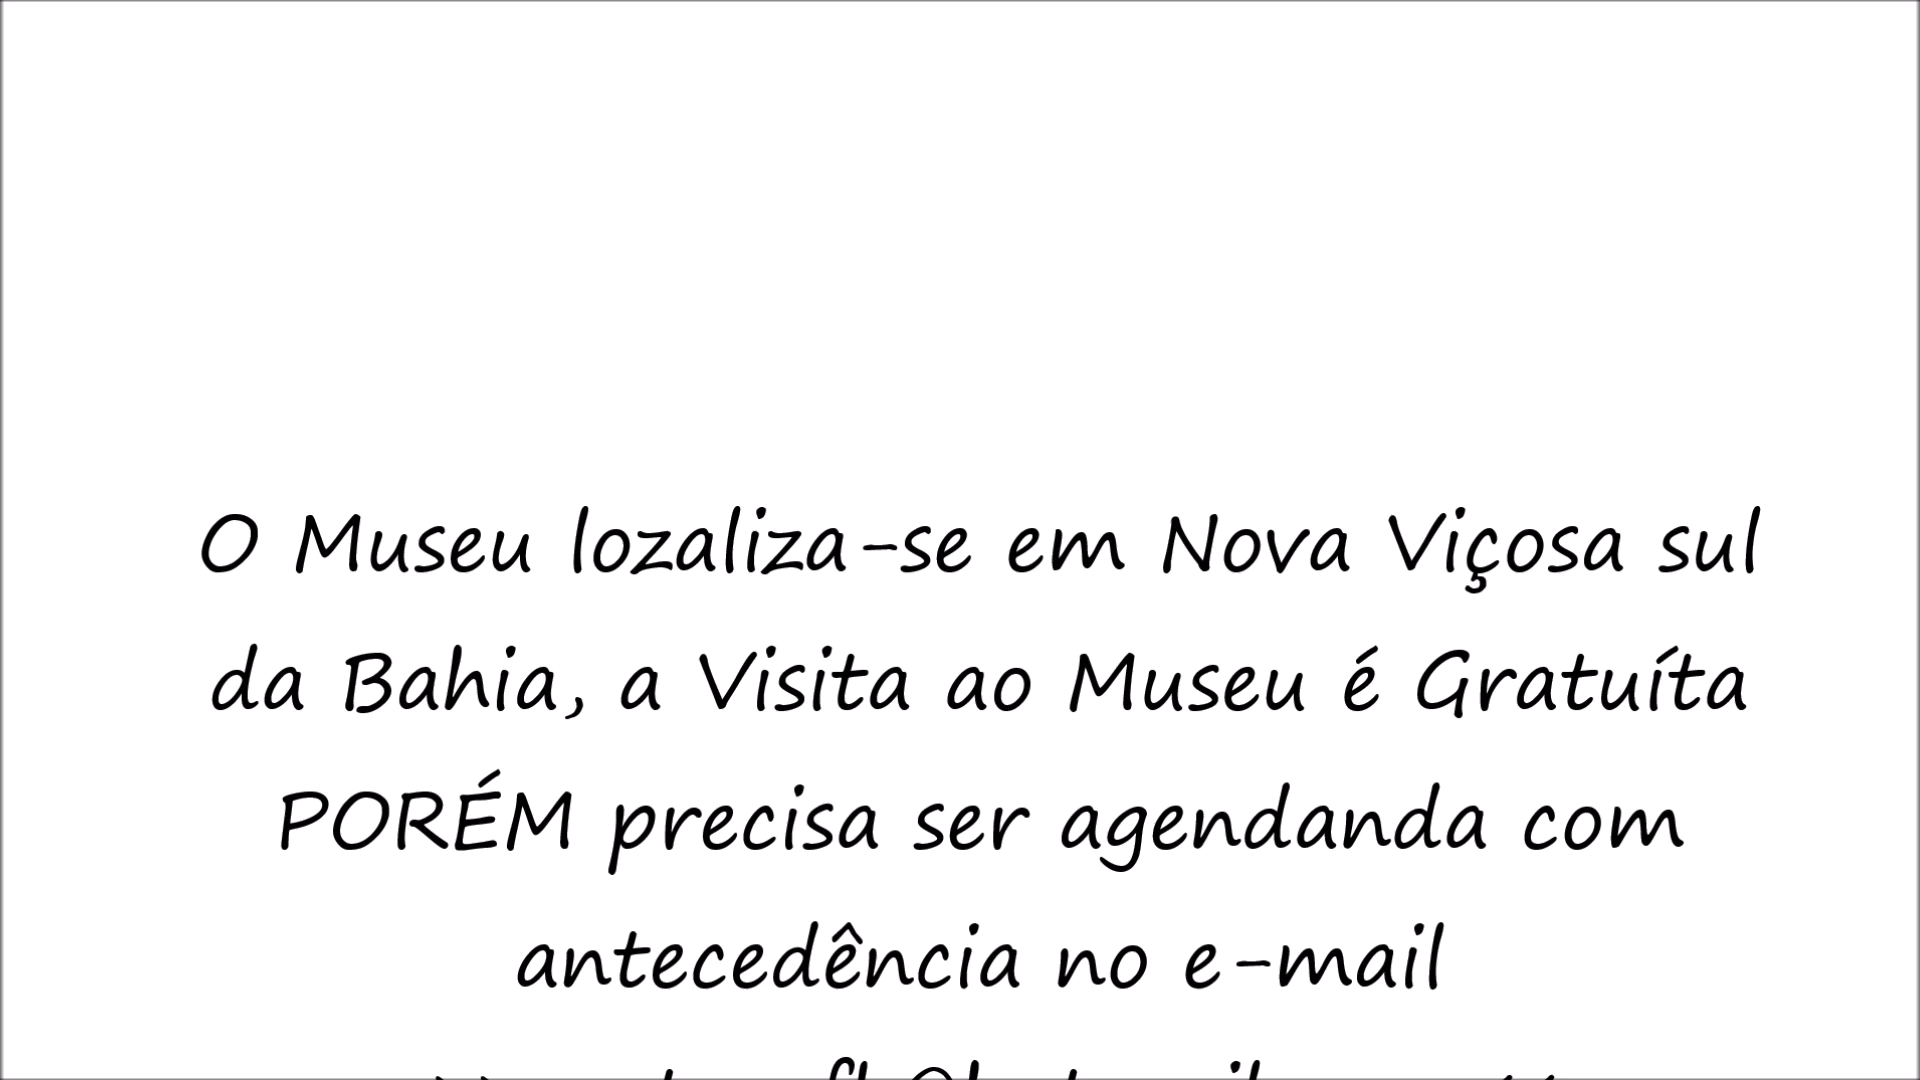 O Museu lozaliza-se em Nova Viçosa sul
da Bahia, a Visita ao Museu é Gratuíta
PORÉM precisa ser agendanda com
antecedência no e-mail